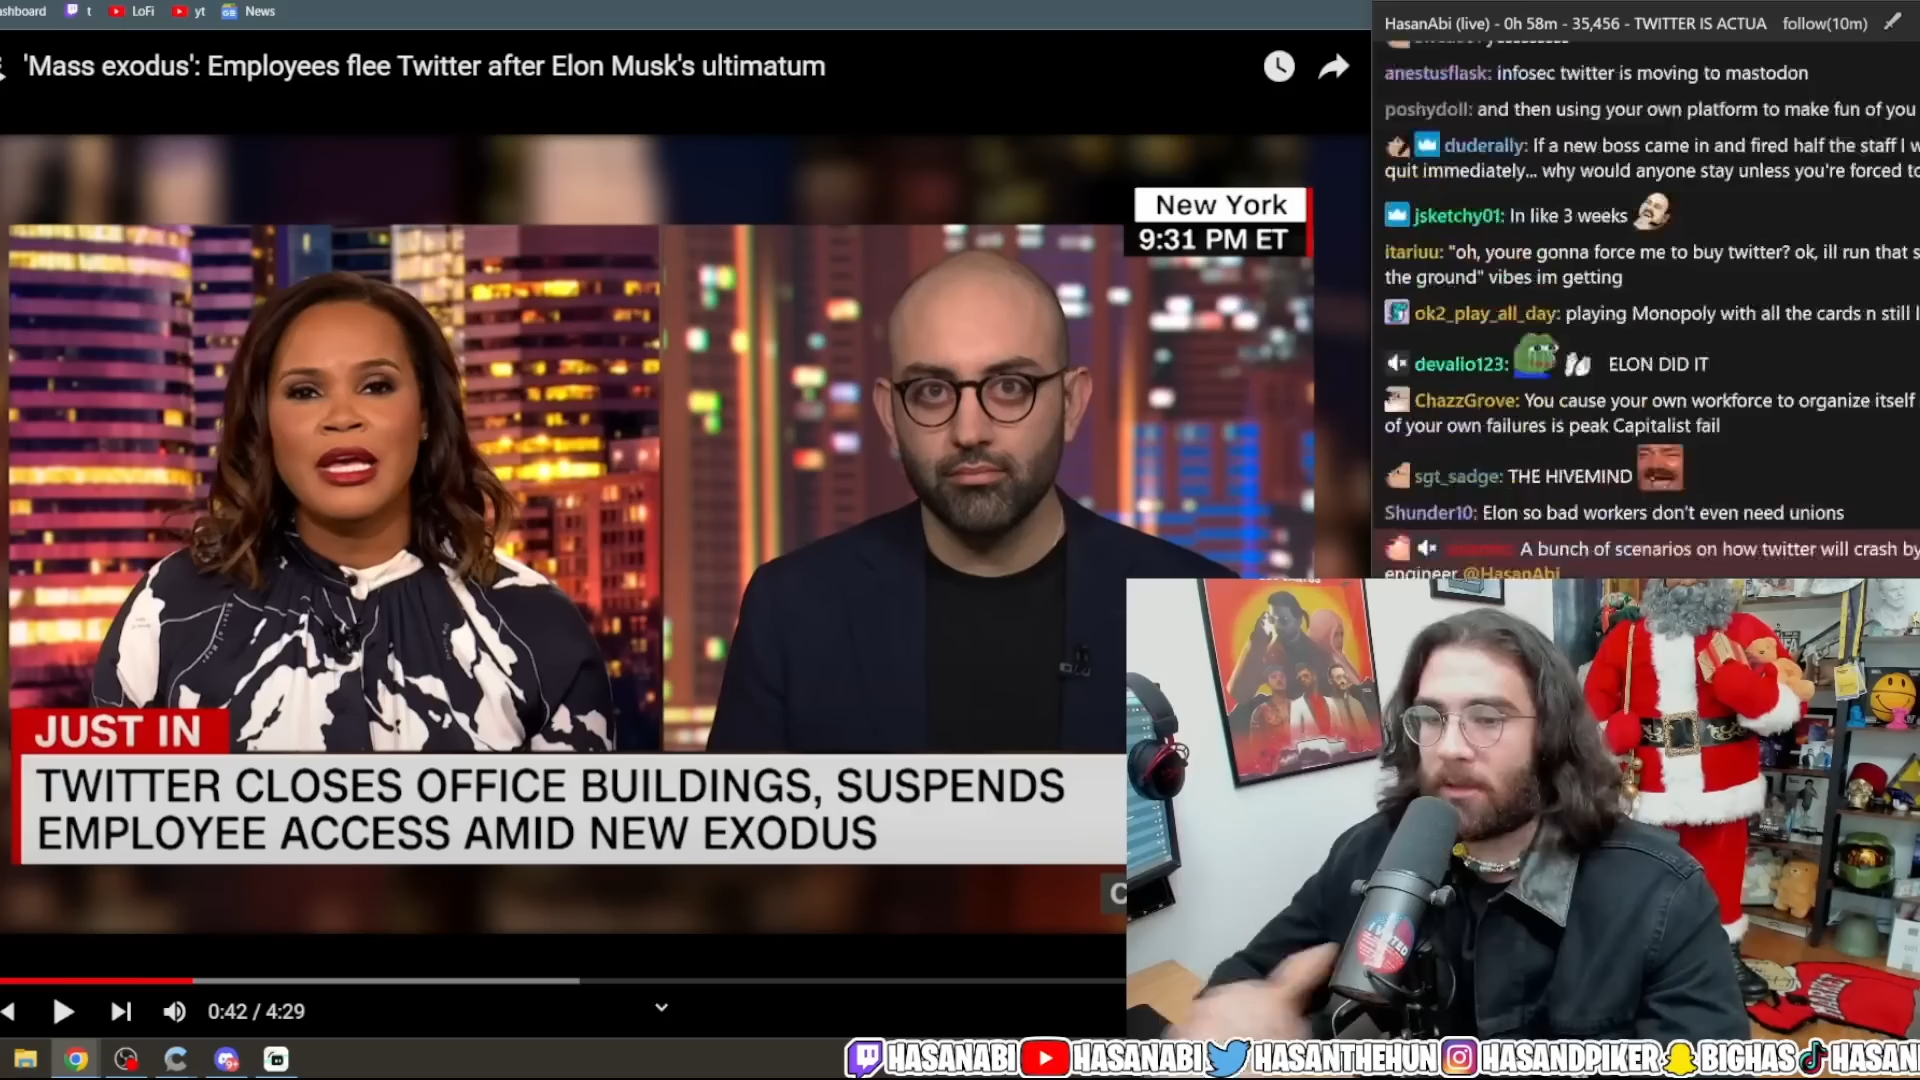 ashboard
t
LoFi
yt
News
HasanAbi (live) - 0h 58m - 35,456 - TWITTER IS ACTUA
follow(10m)
'Mass exodus': Employees flee Twitter after Elon Musk's ultimatum
anestusflask: infosec twitter is moving to mastodon
poshydoll: and then using your own platform to make fun of you
duderally: If a new boss came in and fired half the staff I w
quit immediately... why would anyone stay unless you're forced to
jsketchy01: In like 3 weeks
itariuu: "oh, youre gonna force me to buy twitter? ok, ill run that s
the ground" vibes im getting
ok2_play_all_day: playing Monopoly with all the cards n still l
devalio123: ELON DID IT
ChazzGrove: You cause your own workforce to organize itself
of your own failures is peak Capitalist fail
sgt_sadge: THE HIVEMIND
Shunder10: Elon so bad workers don't even need unions
A bunch of scenarios on how twitter will crash by
engineer @HasanAbi
New York
9:31 PM ET
JUST IN
TWITTER CLOSES OFFICE BUILDINGS, SUSPENDS
EMPLOYEE ACCESS AMID NEW EXODUS
C
0:42 / 4:29
HASANABI
HASANABI
HASANTHEHUN
HASANDPIKER
BIGHAS
HASAN